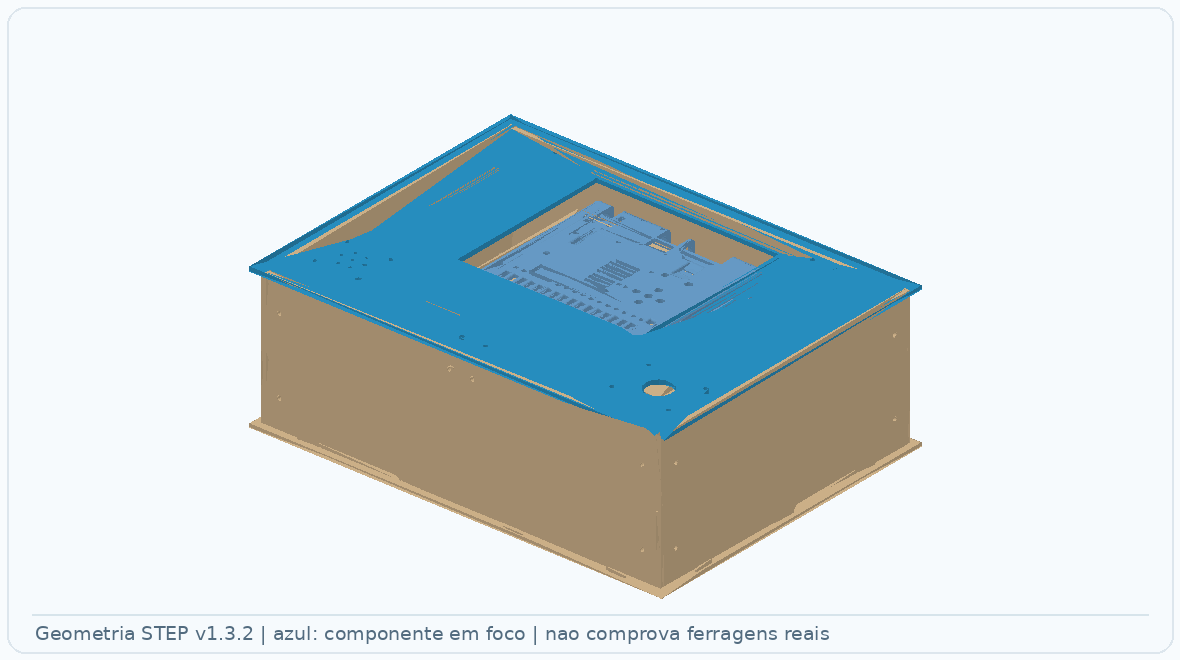 Geometria STEP v1.3.2 | azul: componente em foco | nao comprova ferragens reais